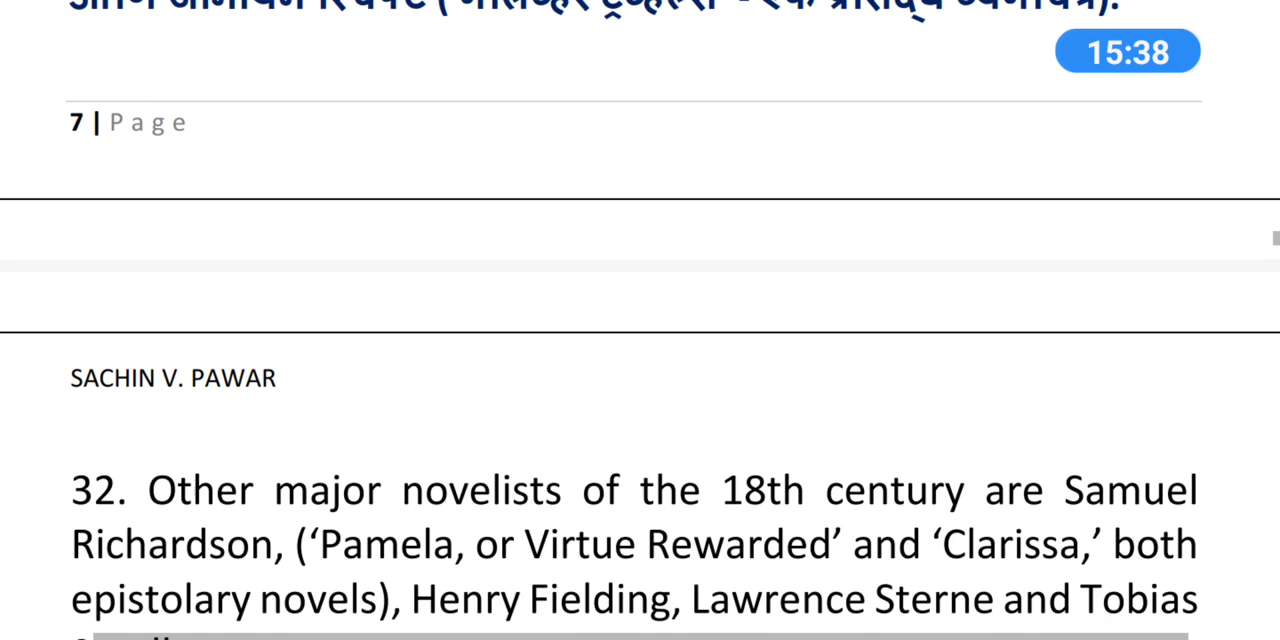 15:38
7 | Page
SACHIN V. PAWAR
32. Other major novelists of the 18th century are Samuel
Richardson, (‘Pamela, or Virtue Rewarded’ and ‘Clarissa,’ both
epistolary novels), Henry Fielding, Lawrence Sterne and Tobias